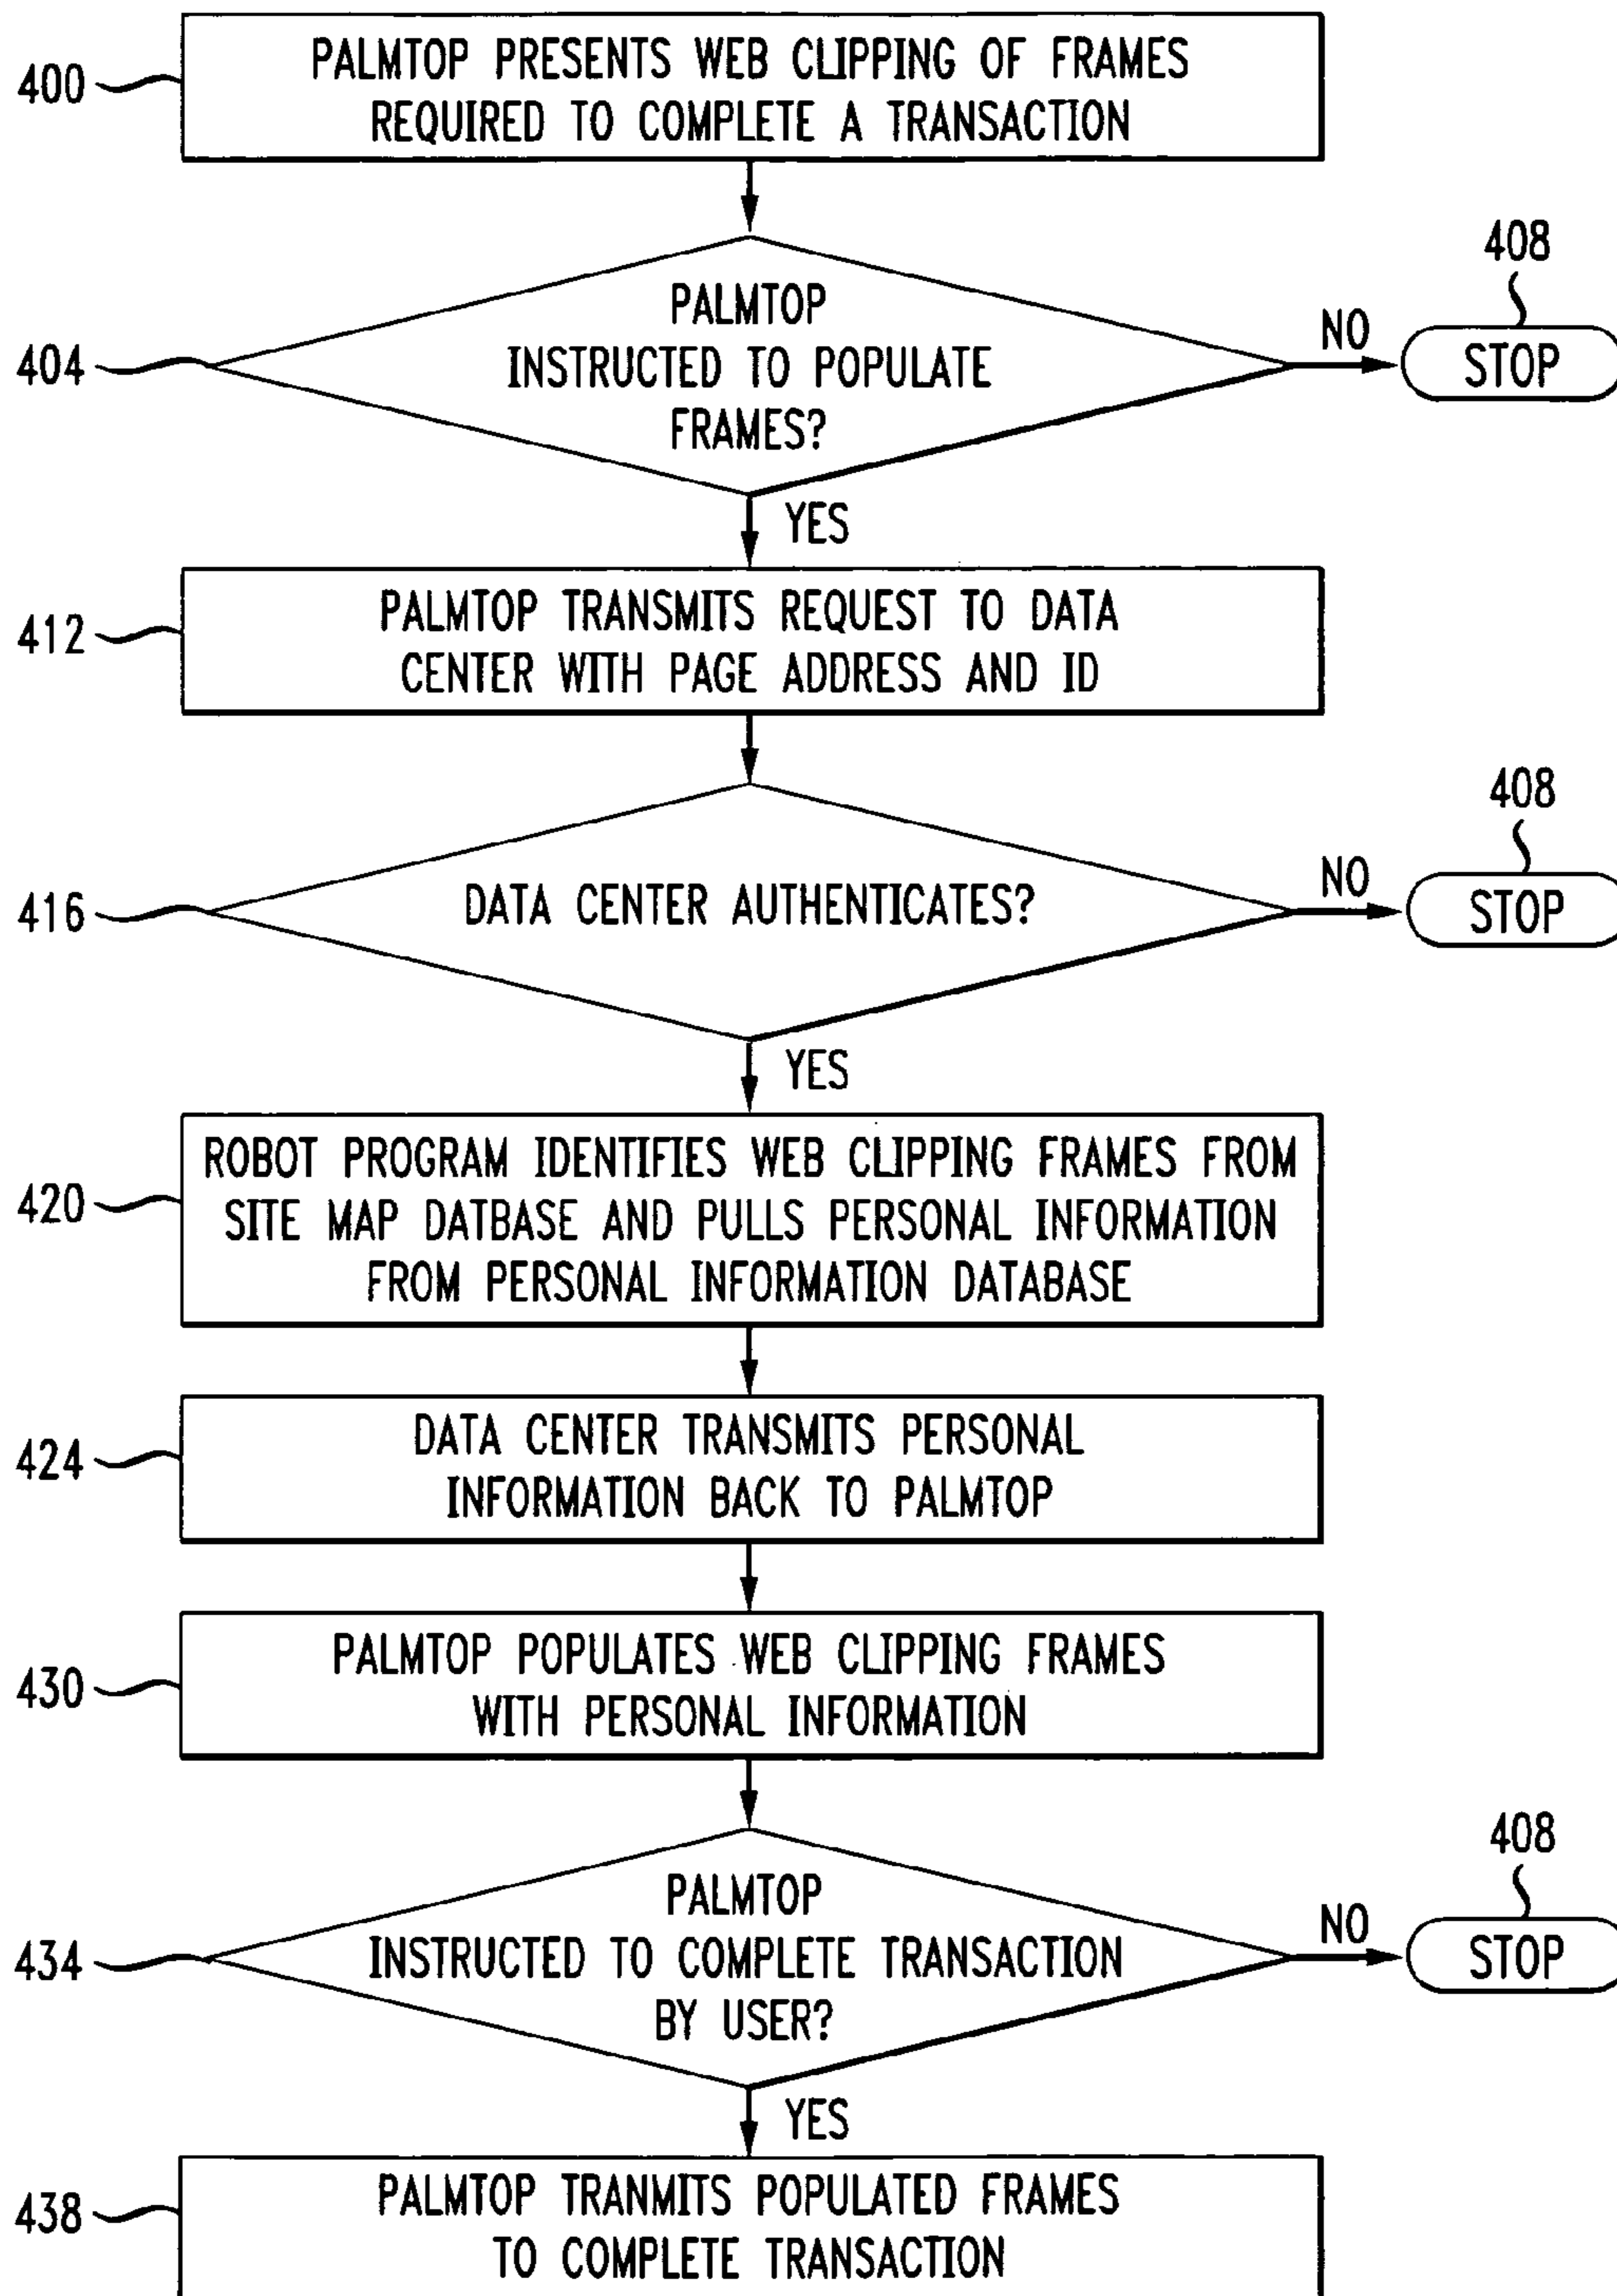 400
PALMTOP PRESENTS WEB CLIPPING OF FRAMES
REQUIRED TO COMPLETE A TRANSACTION
404
PALMTOP
INSTRUCTED TO POPULATE
FRAMES?
NO
408
STOP
YES
412
PALMTOP TRANSMITS REQUEST TO DATA
CENTER WITH PAGE ADDRESS AND ID
416
DATA CENTER AUTHENTICATES?
NO
408
STOP
YES
420
ROBOT PROGRAM IDENTIFIES WEB CLIPPING FRAMES FROM
SITE MAP DATBASE AND PULLS PERSONAL INFORMATION
FROM PERSONAL INFORMATION DATABASE
424
DATA CENTER TRANSMITS PERSONAL
INFORMATION BACK TO PALMTOP
430
PALMTOP POPULATES WEB CLIPPING FRAMES
WITH PERSONAL INFORMATION
434
PALMTOP
INSTRUCTED TO COMPLETE TRANSACTION
BY USER?
NO
408
STOP
YES
438
PALMTOP TRANMITS POPULATED FRAMES
TO COMPLETE TRANSACTION